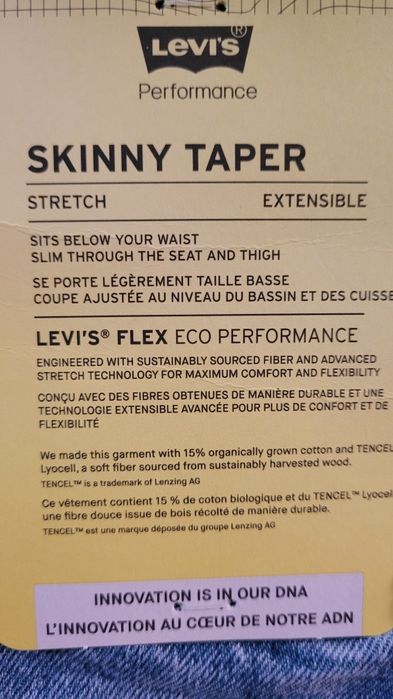 Levi's®
Performance
SKINNY TAPER
STRETCH EXTENSIBLE
SITS BELOW YOUR WAIST
SLIM THROUGH THE SEAT AND THIGH
SE PORTE LÉGÈREMENT TAILLE BASSE
COUPE AJUSTÉE AU NIVEAU DU BASSIN ET DES CUISSE
LEVI'S® FLEX ECO PERFORMANCE
ENGINEERED WITH SUSTAINABLY SOURCED FIBER AND ADVANCED
STRETCH TECHNOLOGY FOR MAXIMUM COMFORT AND FLEXIBILITY
CONÇU AVEC DES FIBRES OBTENUES DE MANIÈRE DURABLE ET UNE
TECHNOLOGIE EXTENSIBLE AVANCÉE POUR PLUS DE CONFORT ET DE
FLEXIBILITÉ
We made this garment with 15% organically grown cotton and TENCEL
Lyocell, a soft fiber sourced from sustainably harvested wood.
TENCEL™ is a trademark of Lenzing AG
Ce vêtement contient 15 % de coton biologique et du TENCEL™ Lyocel
une fibre douce issue de bois récolté de manière durable.
TENCEL™ est une marque déposée du groupe Lenzing AG
INNOVATION IS IN OUR DNA
L'INNOVATION AU CŒUR DE NOTRE ADN